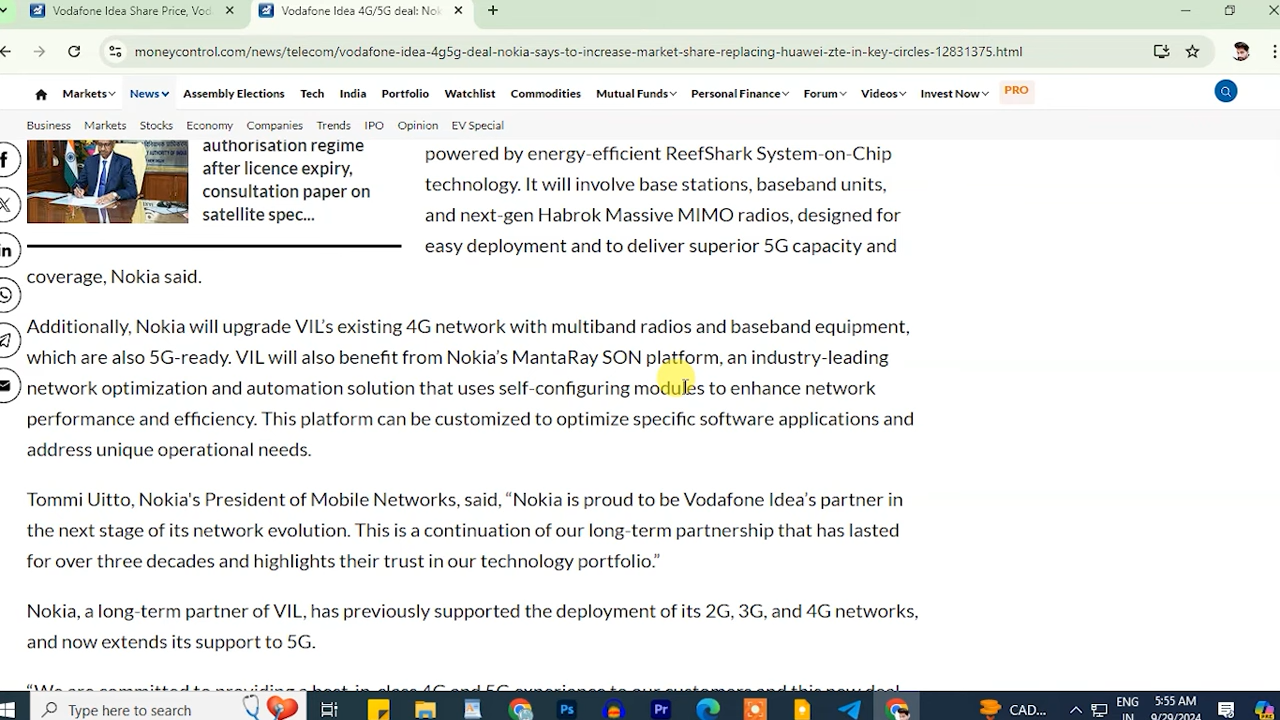 Vodafone Idea Share Price, Vod
Vodafone Idea 4G/5G deal: Nok
moneycontrol.com/news/telecom/vodafone-idea-4g5g-deal-nokia-says-to-increase-market-share-replacing-huawei-zte-in-key-circles-12831375.html
Markets News Assembly Elections Tech India Portfolio Watchlist Commodities Mutual Funds Personal Finance Forum Videos Invest Now PRO
Business Markets Stocks Economy Companies Trends IPO Opinion EV Special
authorisation regime
after licence expiry,
consultation paper on
satellite spec...
powered by energy-efficient ReefShark System-on-Chip
technology. It will involve base stations, baseband units,
and next-gen Habrok Massive MIMO radios, designed for
easy deployment and to deliver superior 5G capacity and
coverage, Nokia said.
Additionally, Nokia will upgrade VIL’s existing 4G network with multiband radios and baseband equipment,
which are also 5G-ready. VIL will also benefit from Nokia’s MantaRay SON platform, an industry-leading
network optimization and automation solution that uses self-configuring modules to enhance network
performance and efficiency. This platform can be customized to optimize specific software applications and
address unique operational needs.
Tommi Uitto, Nokia's President of Mobile Networks, said, “Nokia is proud to be Vodafone Idea’s partner in
the next stage of its network evolution. This is a continuation of our long-term partnership that has lasted
for over three decades and highlights their trust in our technology portfolio.”
Nokia, a long-term partner of VIL, has previously supported the deployment of its 2G, 3G, and 4G networks,
and now extends its support to 5G.
“We are committed to providing a best-in-class 4G and 5G experience to our customers and this new deal
Type here to search
CAD...
ENG
IN
5:55 AM